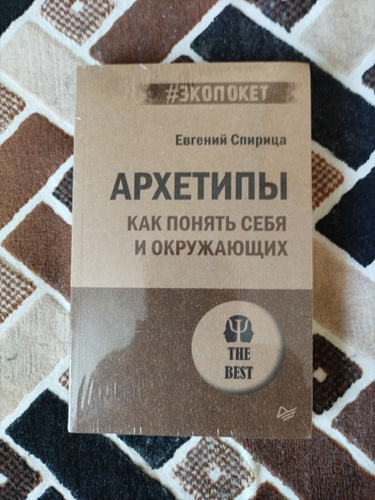 #ЭКОПОКЕТ
Евгений Спирица
АРХЕТИПЫ
КАК ПОНЯТЬ СЕБЯ
И ОКРУЖАЮЩИХ
THE
BEST